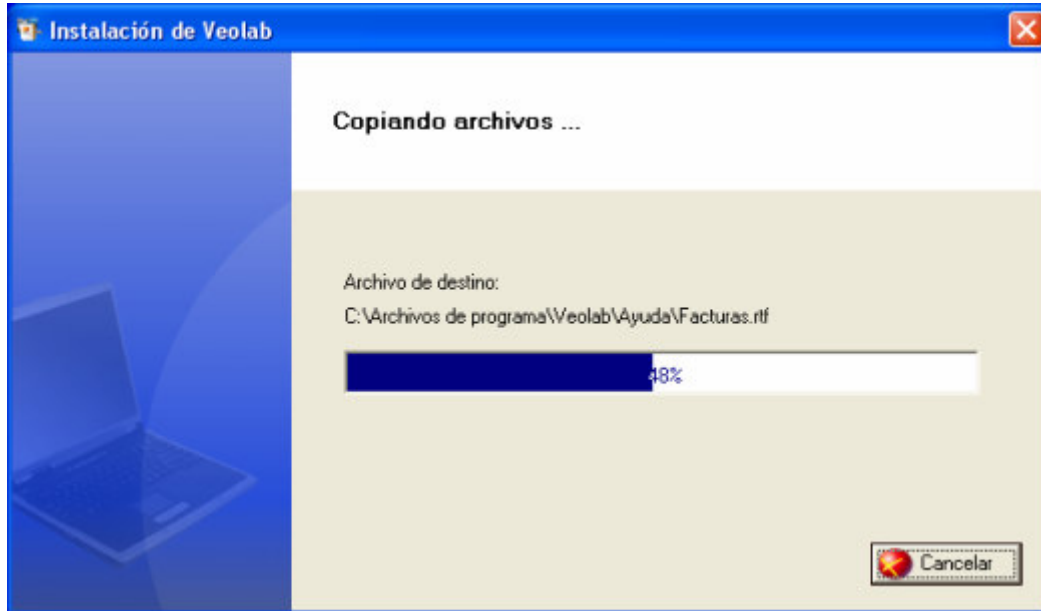 Instalación de Veolab
Copiando archivos ...
Archivo de destino:
C:\Archivos de programa\Veolab\Ayuda\Facturas.rtf
48%
Cancelar